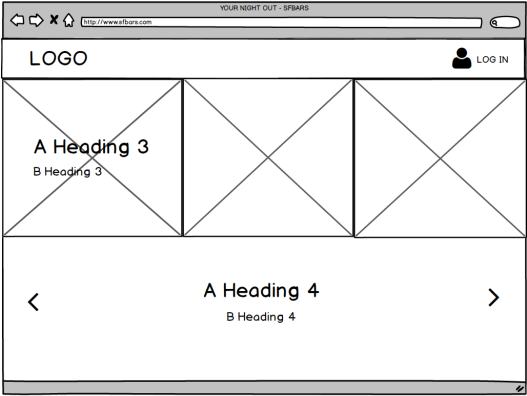 YOUR NIGHT OUT - SFBARS
http://www.sfbars.com
LOGO
LOG IN
A Heading 3
B Heading 3
A Heading 4
B Heading 4